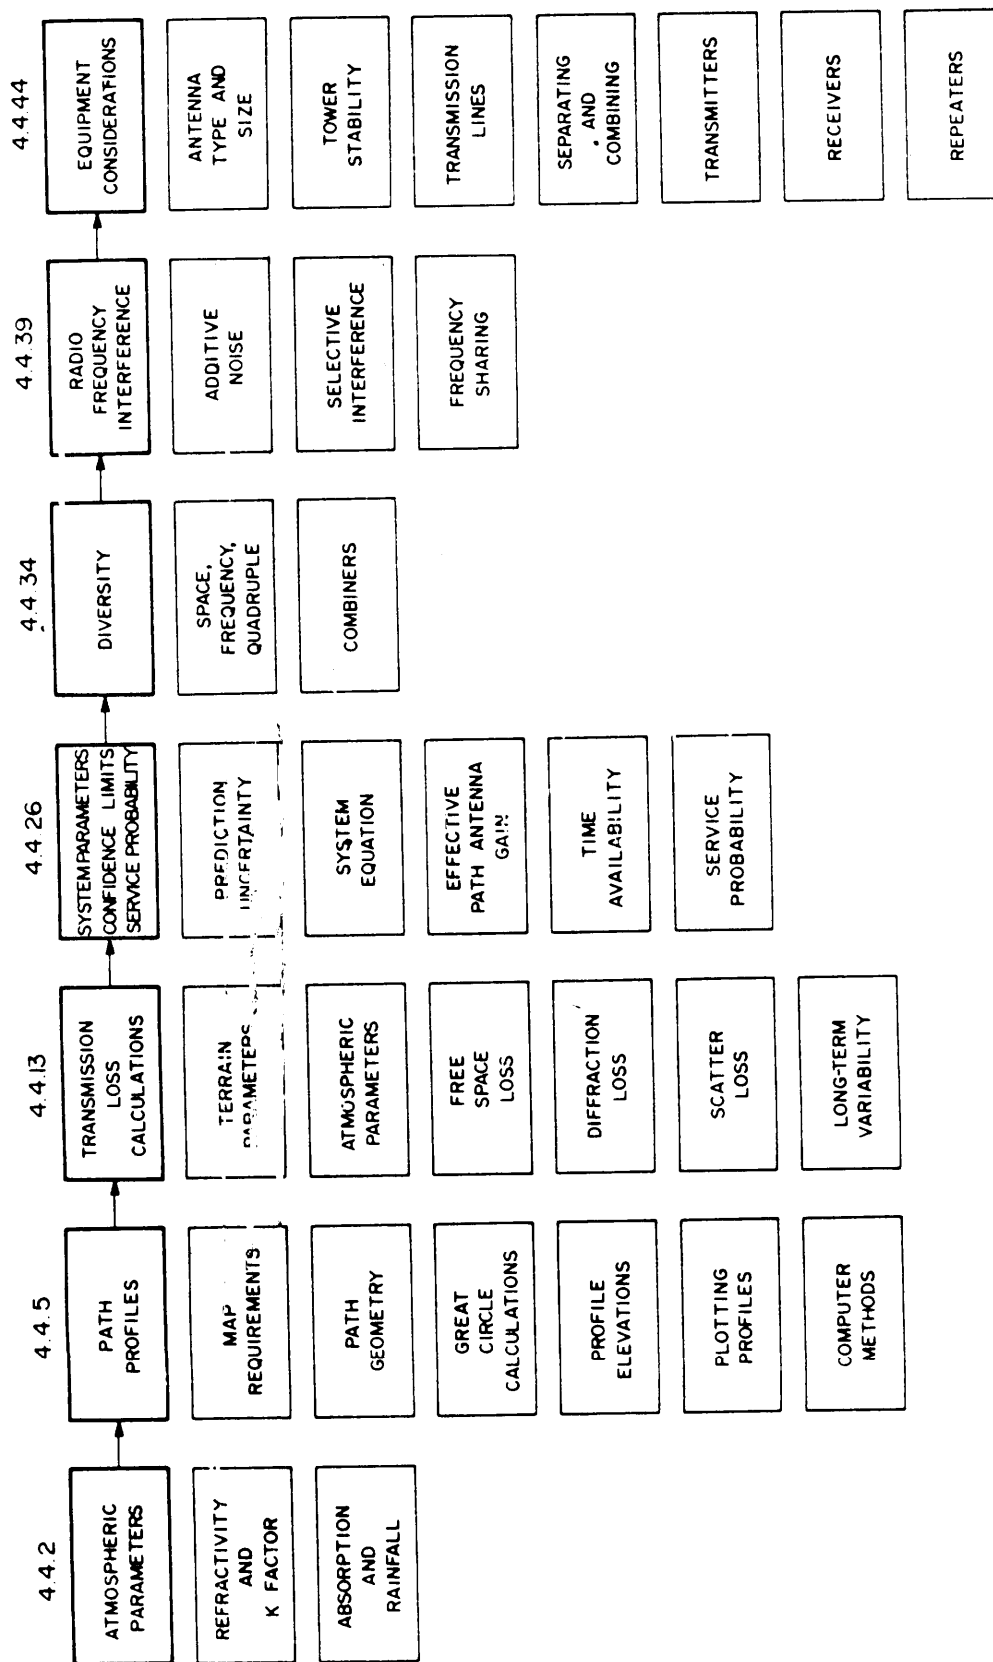 4.4.2
ATMOSPHERIC
PARAMETERS
REFRACTIVITY
AND
K FACTOR
ABSORPTION
AND
RAINFALL
4.4.5
PATH
PROFILES
MAP
REQUIREMENTS
PATH
GEOMETRY
GREAT
CIRCLE
CALCULATIONS
PROFILE
ELEVATIONS
PLOTTING
PROFILES
COMPUTER
METHODS
4.4.13
TRANSMISSION
LOSS
CALCULATIONS
TERRAIN
PARAMETERS
ATMOSPHERIC
PARAMETERS
FREE
SPACE
LOSS
DIFFRACTION
LOSS
SCATTER
LOSS
LONG-TERM
VARIABILITY
4.4.26
SYSTEM PARAMETERS
CONFIDENCE LIMITS
SERVICE PROBABILITY
PREDICTION
UNCERTAINTY
SYSTEM
EQUATION
EFFECTIVE
PATH ANTENNA
GAIN
TIME
AVAILABILITY
SERVICE
PROBABILITY
4.4.34
DIVERSITY
SPACE,
FREQUENCY,
QUADRUPLE
COMBINERS
4.4.39
RADIO
FREQUENCY
INTERFERENCE
ADDITIVE
NOISE
SELECTIVE
INTERFERENCE
FREQUENCY
SHARING
4.4.44
EQUIPMENT
CONSIDERATIONS
ANTENNA
TYPE AND
SIZE
TOWER
STABILITY
TRANSMISSION
LINES
SEPARATING
AND
COMBINING
TRANSMITTERS
RECEIVERS
REPEATERS